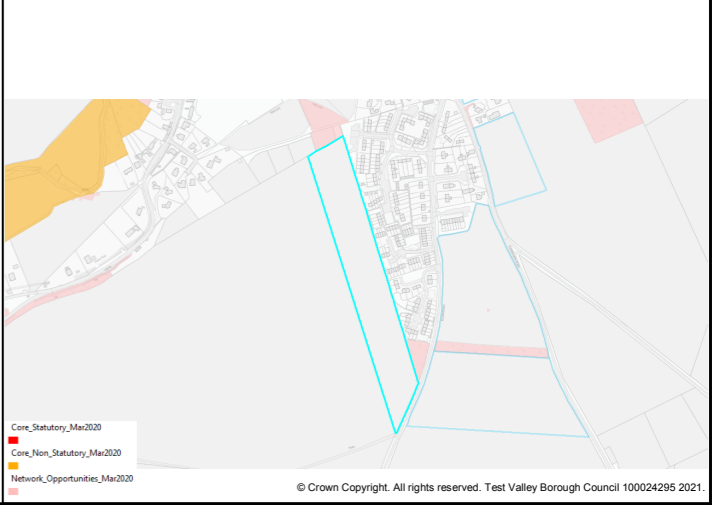 Core_Statutory_Mar2020
Core_Non_Statutory_Mar2020
Network_Opportunities_Mar2020
© Crown Copyright. All rights reserved. Test Valley Borough Council 100024295 2021.